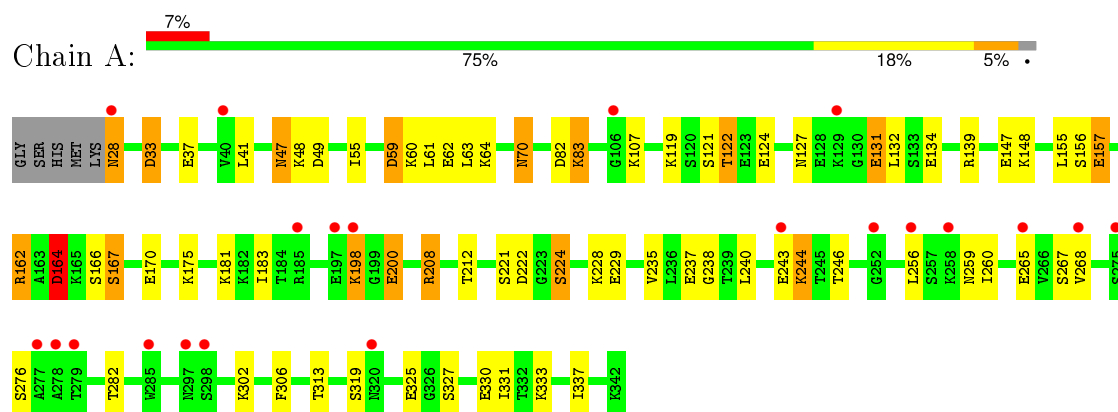 7%
Chain A:
75% 18% 5% •
GLY SER HIS MET LYS N28 D33 E37 V40 L41 N47 K48 D49 I55 D59 K60 L61 E62 L63 K64 N70 D82 K83 G106 K107 K119 S120 S121 T122 E123 E124 N127 E128 K129 G130 E131 L132 S133 E134 R139 E147 K148 L155 S156 E157
R162 A163 D164 K165 S166 S167 E170 K175 K181 K182 I183 T184 R185 E197 K198 G199 E200 R208 T212 S221 D222 G223 S224 K228 E229 V235 L236 E237 G238 T239 L240 E243 K244 T245 T246 G252 L256 S257 K258 N259 I260 E265 V266 S267 V268 S275
S276 A277 A278 T279 T282 W285 N297 S298 K302 F306 T313 S319 N320 E325 G326 S327 E330 I331 T332 K333 I337 K342